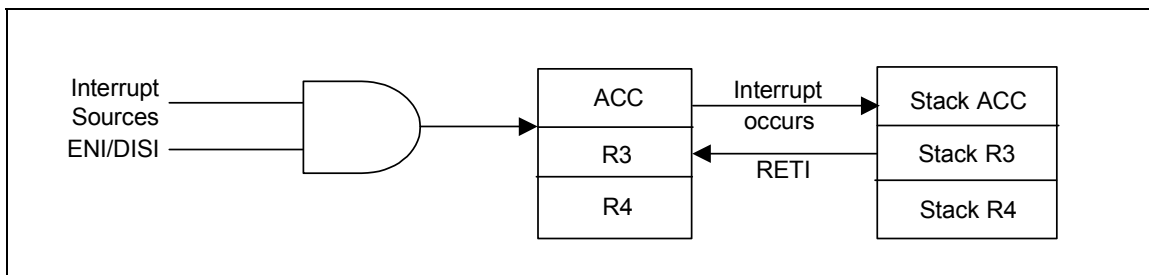 Interrupt
Sources
ENI/DISI
ACC
R3
R4
Interrupt
occurs
RETI
Stack ACC
Stack R3
Stack R4